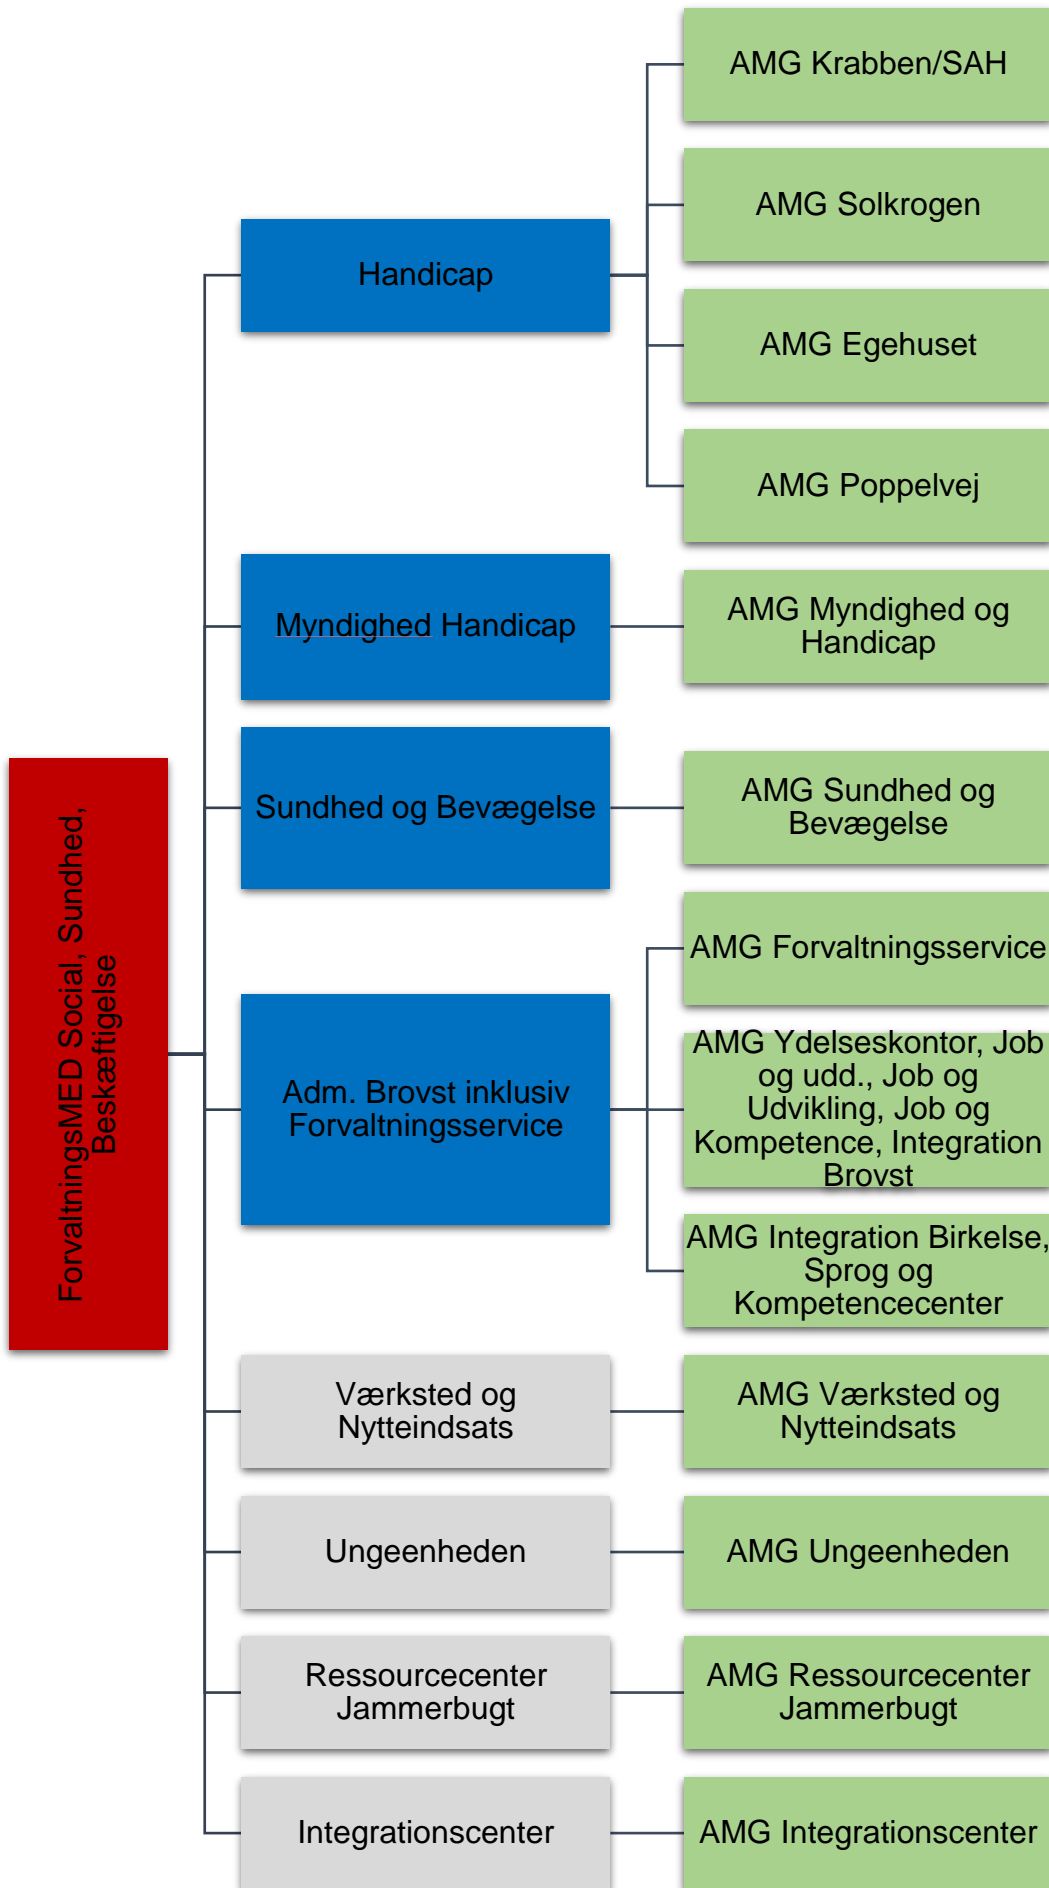 ForvaltningsMED Social, Sundhed,
Beskæftigelse
Handicap
AMG Krabben/SAH
AMG Solkrogen
AMG Egehuset
AMG Poppelvej
Myndighed Handicap
AMG Myndighed og
Handicap
Sundhed og Bevægelse
AMG Sundhed og
Bevægelse
Adm. Brovst inklusiv
Forvaltningsservice
AMG Forvaltningsservice
AMG Ydelseskontor, Job
og udd., Job og
Udvikling, Job og
Kompetence, Integration
Brovst
AMG Integration Birkelse,
Sprog og
Kompetencecenter
Værksted og
Nytteindsats
AMG Værksted og
Nytteindsats
Ungeenheden
AMG Ungeenheden
Ressourcecenter
Jammerbugt
AMG Ressourcecenter
Jammerbugt
Integrationscenter
AMG Integrationscenter